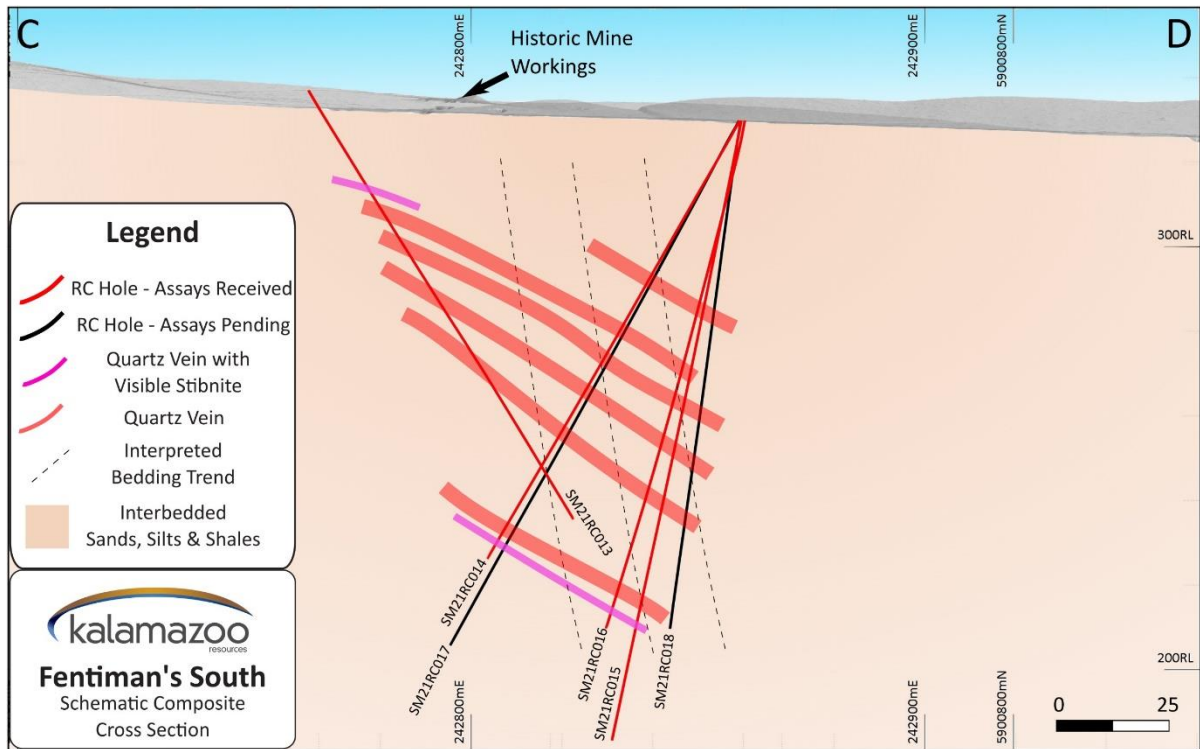 C
D
242800mE
242900mE
5900800mN
Historic Mine
Workings
300RL
Legend
RC Hole - Assays Received
RC Hole - Assays Pending
Quartz Vein with
Visible Stibnite
Quartz Vein
Interpreted
Bedding Trend
Interbedded
Sands, Silts & Shales
SM21RC013
SM21RC014
SM21RC017
SM21RC016
SM21RC015
SM21RC018
200RL
kalamazoo
resources
Fentiman's South
Schematic Composite
Cross Section
242800mE
242900mE
5900800mN
0 25